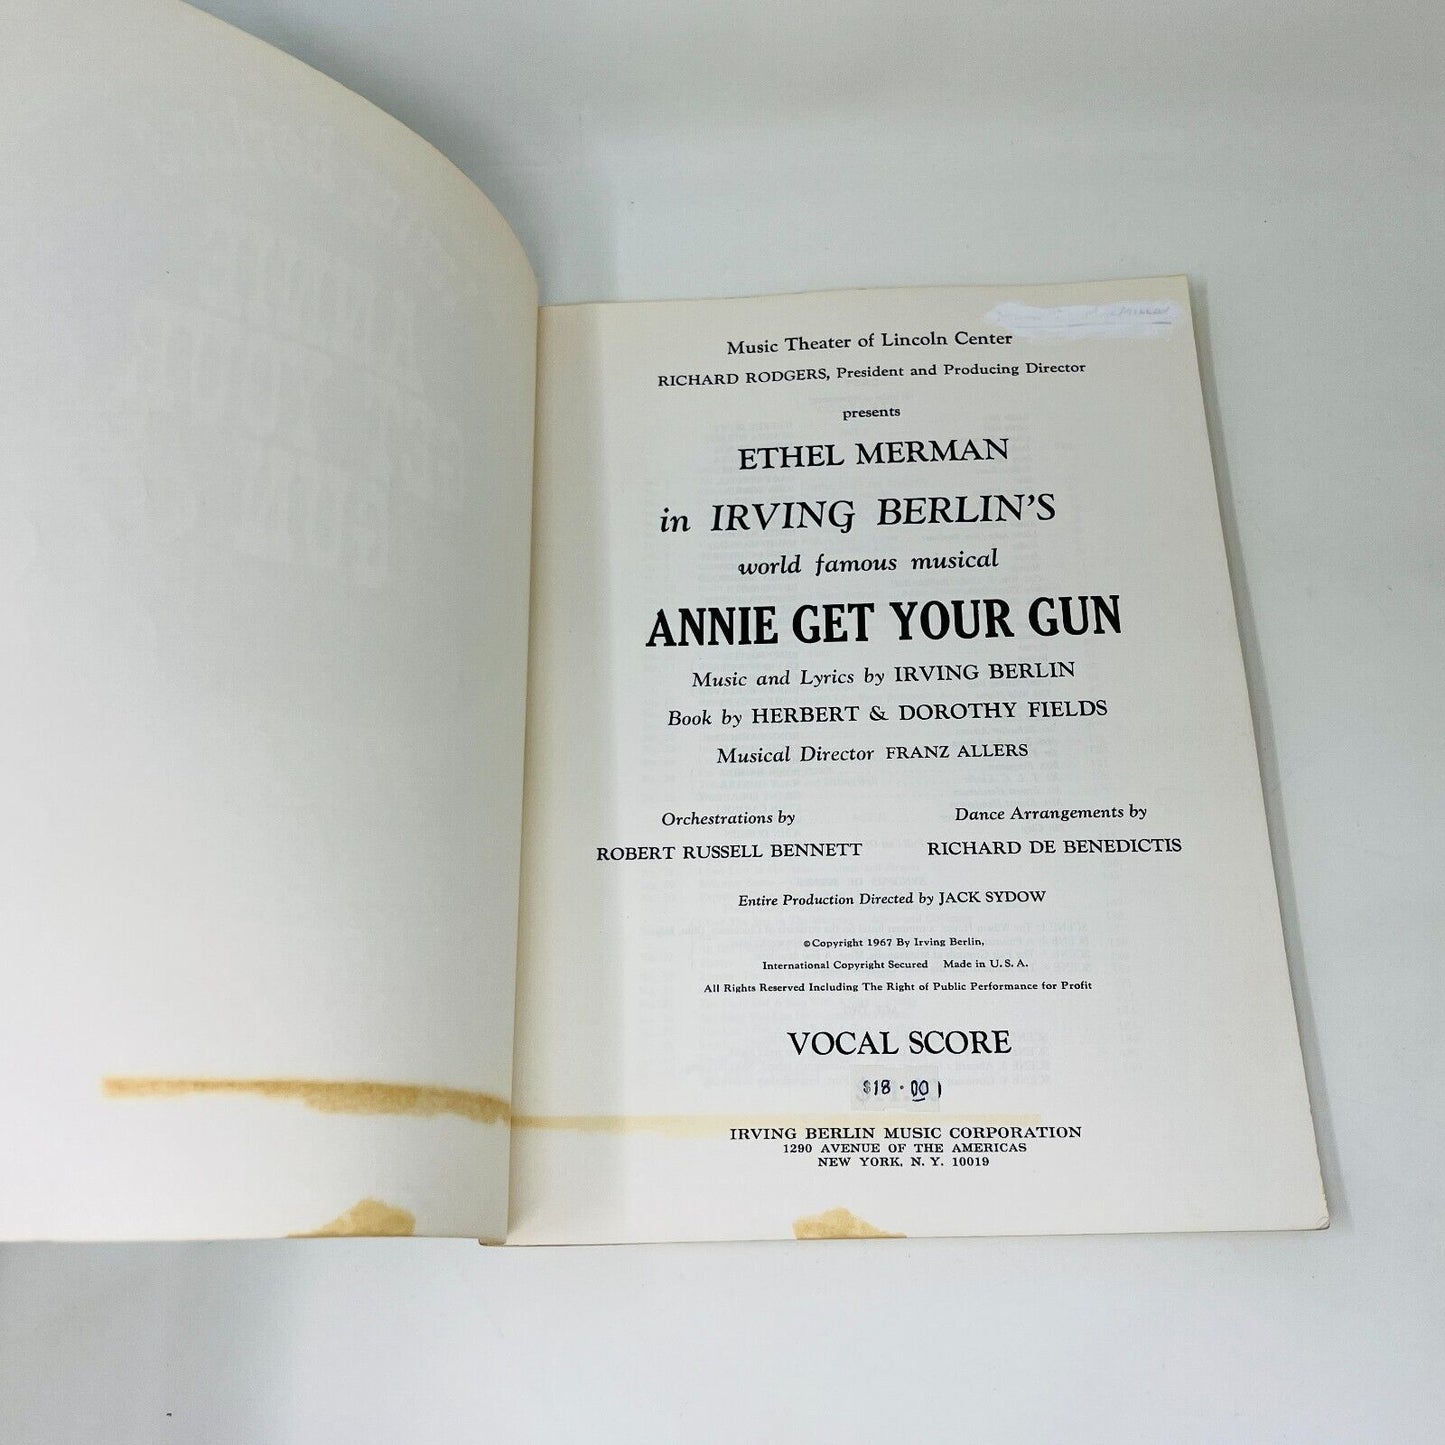 Music Theater of Lincoln Center
RICHARD RODGERS, President and Producing Director
presents
ETHEL MERMAN
in IRVING BERLIN'S
world famous musical
ANNIE GET YOUR GUN
Music and Lyrics by IRVING BERLIN
Book by HERBERT & DOROTHY FIELDS
Musical Director FRANZ ALLERS
Orchestrations by
ROBERT RUSSELL BENNETT
Dance Arrangements by
RICHARD DE BENEDICTIS
Entire Production Directed by JACK SYDOW
© Copyright 1967 By Irving Berlin,
International Copyright Secured Made in U. S. A.
All Rights Reserved Including The Right of Public Performance for Profit
VOCAL SCORE
$18.00
IRVING BERLIN MUSIC CORPORATION
1290 AVENUE OF THE AMERICAS
NEW YORK, N. Y. 10019